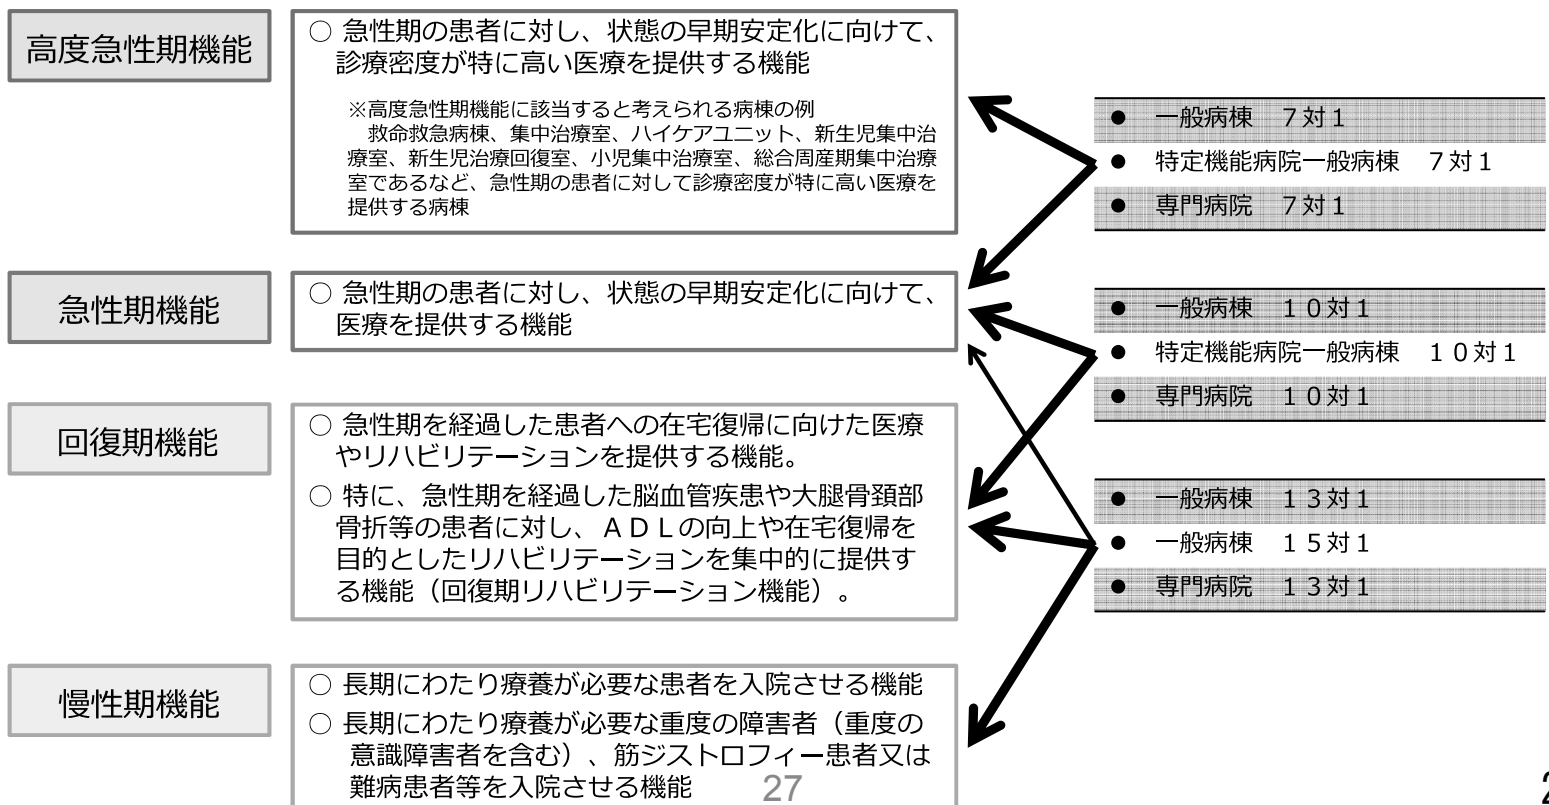 高度急性期機能
○ 急性期の患者に対し、状態の早期安定化に向けて、
診療密度が特に高い医療を提供する機能
※高度急性期機能に該当すると考えられる病棟の例
救命救急病棟、集中治療室、ハイケアユニット、新生児集中治
療室、新生児治療回復室、小児集中治療室、総合周産期集中治療
室であるなど、急性期の患者に対して診療密度が特に高い医療を
提供する病棟
急性期機能
○ 急性期の患者に対し、状態の早期安定化に向けて、
医療を提供する機能
回復期機能
○ 急性期を経過した患者への在宅復帰に向けた医療
やリハビリテーションを提供する機能。
○ 特に、急性期を経過した脳血管疾患や大腿骨頚部
骨折等の患者に対し、ADLの向上や在宅復帰を
目的としたリハビリテーションを集中的に提供す
る機能(回復期リハビリテーション機能)。
慢性期機能
○ 長期にわたり療養が必要な患者を入院させる機能
○ 長期にわたり療養が必要な重度の障害者(重度の
意識障害者を含む)、筋ジストロフィー患者又は
難病患者等を入院させる機能
● 一般病棟 7対1
● 特定機能病院一般病棟 7対1
● 専門病院 7対1
● 一般病棟 10対1
● 特定機能病院一般病棟 10対1
● 専門病院 10対1
● 一般病棟 13対1
● 一般病棟 15対1
● 専門病院 13対1
27